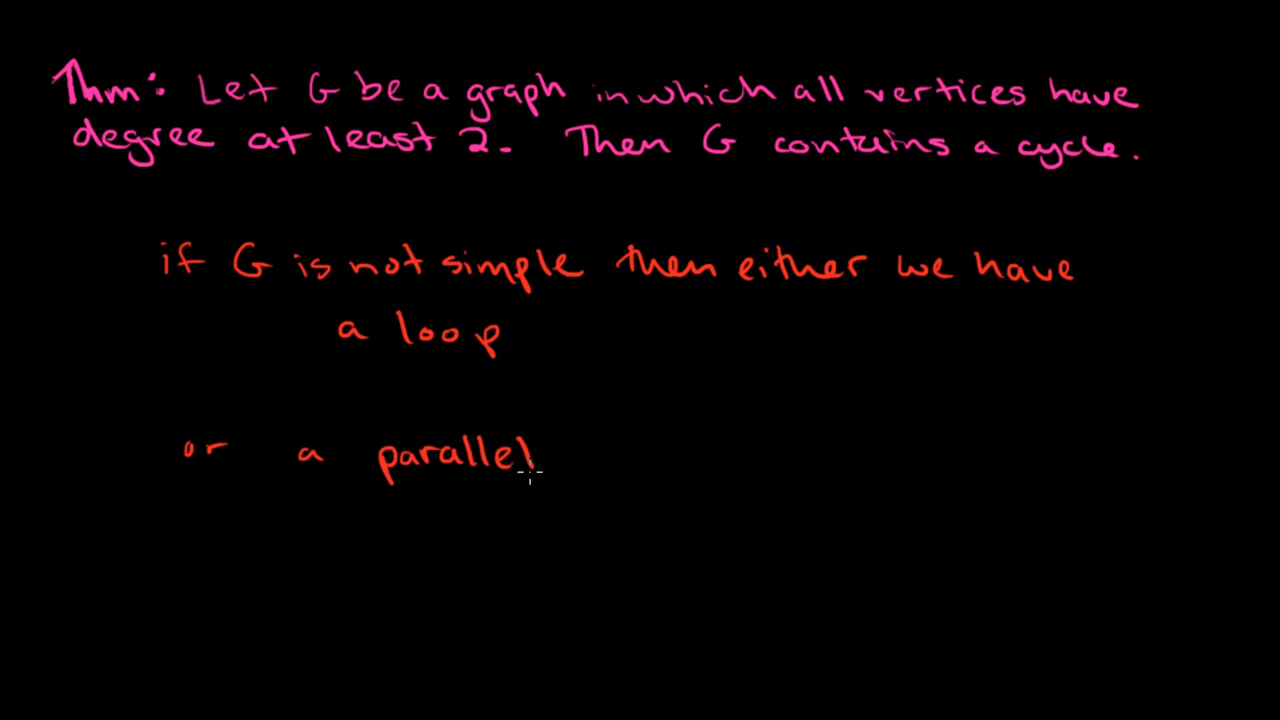 Thm: Let G be a graph in which all vertices have
degree at least 2. Then G contains a cycle.
if G is not simple then either we have
a loop
or a parallel